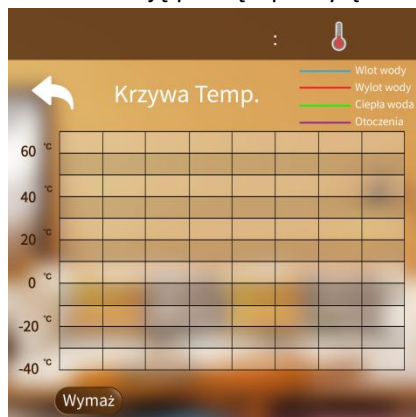 :
Wlot wody
Wylot wody
Krzywa Temp.
Ciepła woda
Otoczenia
60 °C
40 °C
20 °C
0 °C
-20 °C
-40 °C
Wymaż